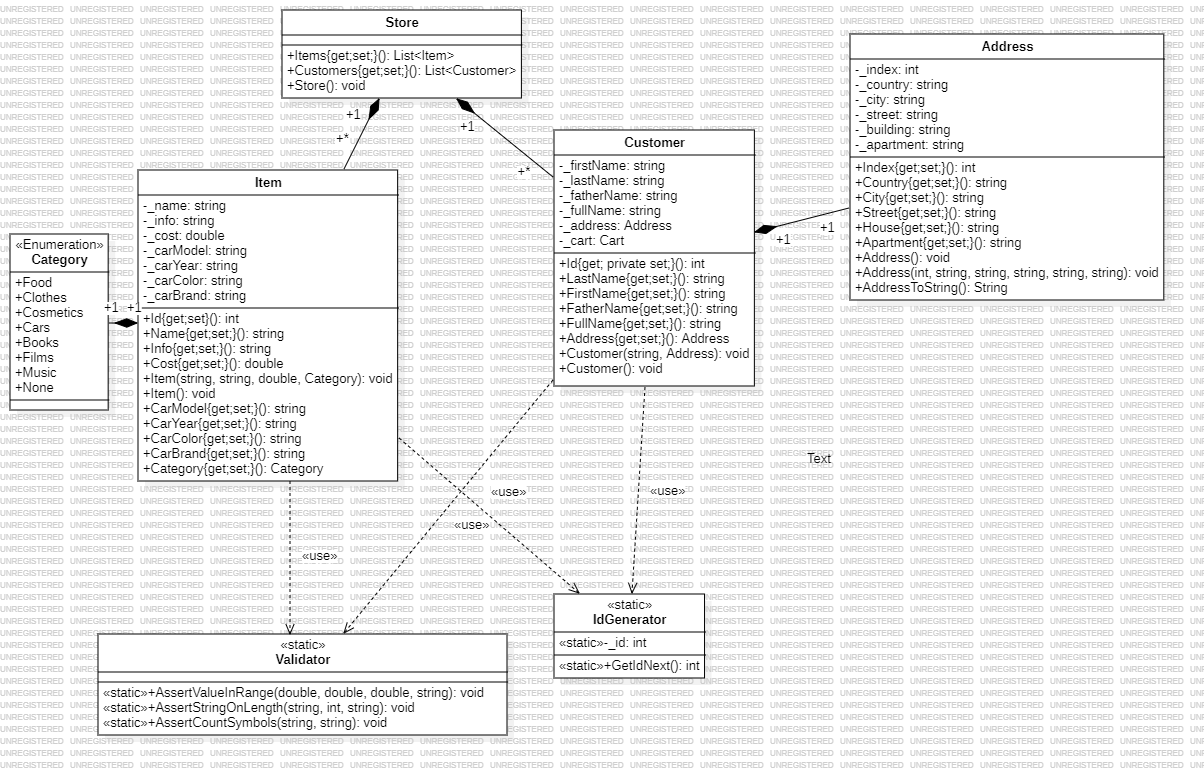 Store
+Items{get;set;}(): List<Item>
+Customers{get;set;}(): List<Customer>
+Store(): void
+1
+*
+1
+*
Address
-_index: int
-_country: string
-_city: string
-_street: string
-_building: string
-_apartment: string
+Index{get;set;}(): int
+Country{get;set;}(): string
+City{get;set;}(): string
+Street{get;set;}(): string
+House{get;set;}(): string
+Apartment{get;set;}(): string
+Address(): void
+Address(int, string, string, string, string, string): void
+AddressToString(): String
Customer
-_firstName: string
-_lastName: string
-_fatherName: string
-_fullName: string
-_address: Address
-_cart: Cart
+Id{get; private set;}(): int
+LastName{get;set;}(): string
+FirstName{get;set;}(): string
+FatherName{get;set;}(): string
+FullName{get;set;}(): string
+Address{get;set;}(): Address
+Customer(string, Address): void
+Customer(): void
+1
+1
Item
-_name: string
-_info: string
-_cost: double
-_carModel: string
-_carYear: string
-_carColor: string
-_carBrand: string
+Id{get;set}(): int
+Name{get;set;}(): string
+Info{get;set;}(): string
+Cost{get;set;}(): double
+Item(string, string, double, Category): void
+Item(): void
+CarModel{get;set;}(): string
+CarYear{get;set;}(): string
+CarColor{get;set;}(): string
+CarBrand{get;set;}(): string
+Category{get;set;}(): Category
«Enumeration»
Category
+Food
+Clothes
+Cosmetics
+Cars
+Books
+Films
+Music
+None
+1 +1
Text
«use»
«use»
«use»
«use»
«static»
IdGenerator
«static»-_id: int
«static»+GetIdNext(): int
«static»
Validator
«static»+AssertValueInRange(double, double, double, string): void
«static»+AssertStringOnLength(string, int, string): void
«static»+AssertCountSymbols(string, string): void
UNREGISTERED